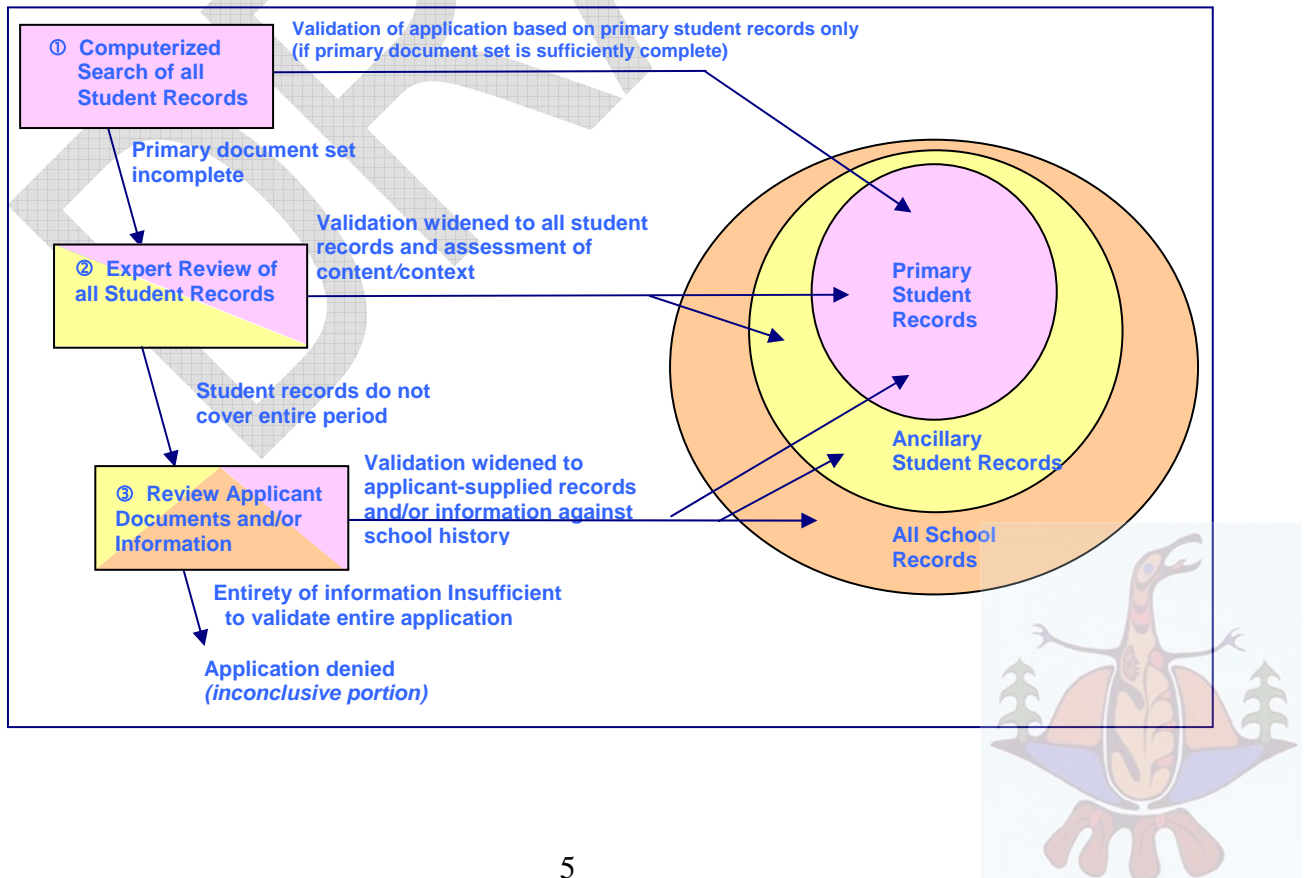 Validation of application based on primary student records only
(if primary document set is sufficiently complete)
① Computerized
Search of all
Student Records
Primary document set
incomplete
Validation widened to all student
records and assessment of
content/context
② Expert Review of
all Student Records
Primary
Student
Records
Student records do not
cover entire period
Ancillary
Student Records
Validation widened to
applicant-supplied records
and/or information against
school history
③ Review Applicant
Documents and/or
Information
All School
Records
Entirety of information Insufficient
to validate entire application
Application denied
(inconclusive portion)
5